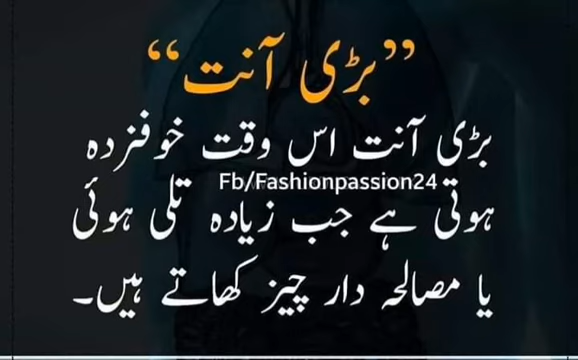 ”بڑی آنت“
بڑی آنت اس وقت خوفزدہ
Fb/Fashionpassion24
ہوتی ہے جب زیادہ تلی ہوئی
یا مصالحہ دار چیز کھاتے ہیں۔